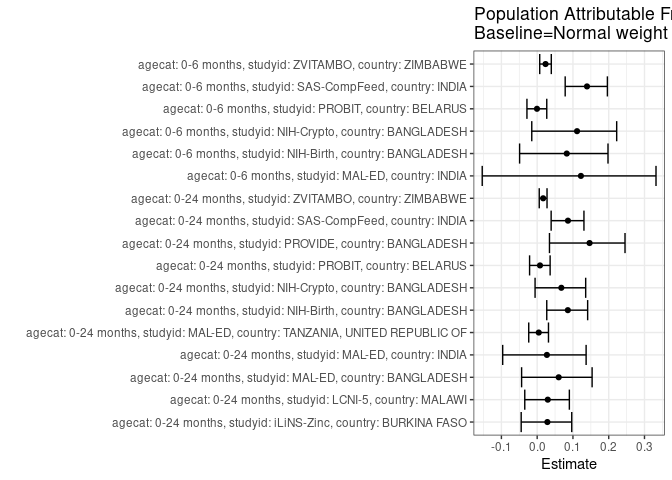 Population Attributable Fr
Baseline=Normal weight
agecat: 0-6 months, studyid: ZVITAMBO, country: ZIMBABWE
agecat: 0-6 months, studyid: SAS-CompFeed, country: INDIA
agecat: 0-6 months, studyid: PROBIT, country: BELARUS
agecat: 0-6 months, studyid: NIH-Crypto, country: BANGLADESH
agecat: 0-6 months, studyid: NIH-Birth, country: BANGLADESH
agecat: 0-6 months, studyid: MAL-ED, country: INDIA
agecat: 0-24 months, studyid: ZVITAMBO, country: ZIMBABWE
agecat: 0-24 months, studyid: SAS-CompFeed, country: INDIA
agecat: 0-24 months, studyid: PROVIDE, country: BANGLADESH
agecat: 0-24 months, studyid: PROBIT, country: BELARUS
agecat: 0-24 months, studyid: NIH-Crypto, country: BANGLADESH
agecat: 0-24 months, studyid: NIH-Birth, country: BANGLADESH
agecat: 0-24 months, studyid: MAL-ED, country: TANZANIA, UNITED REPUBLIC OF
agecat: 0-24 months, studyid: MAL-ED, country: INDIA
agecat: 0-24 months, studyid: MAL-ED, country: BANGLADESH
agecat: 0-24 months, studyid: LCNI-5, country: MALAWI
agecat: 0-24 months, studyid: iLiNS-Zinc, country: BURKINA FASO
-0.1 0.0 0.1 0.2 0.3
Estimate